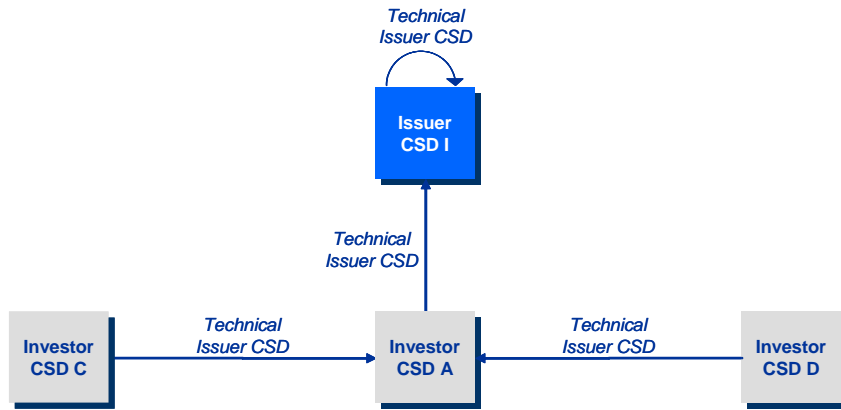 Technical
Issuer CSD
Issuer
CSD I
Technical
Issuer CSD
Technical
Issuer CSD
Technical
Issuer CSD
Investor
CSD C
Investor
CSD A
Investor
CSD D